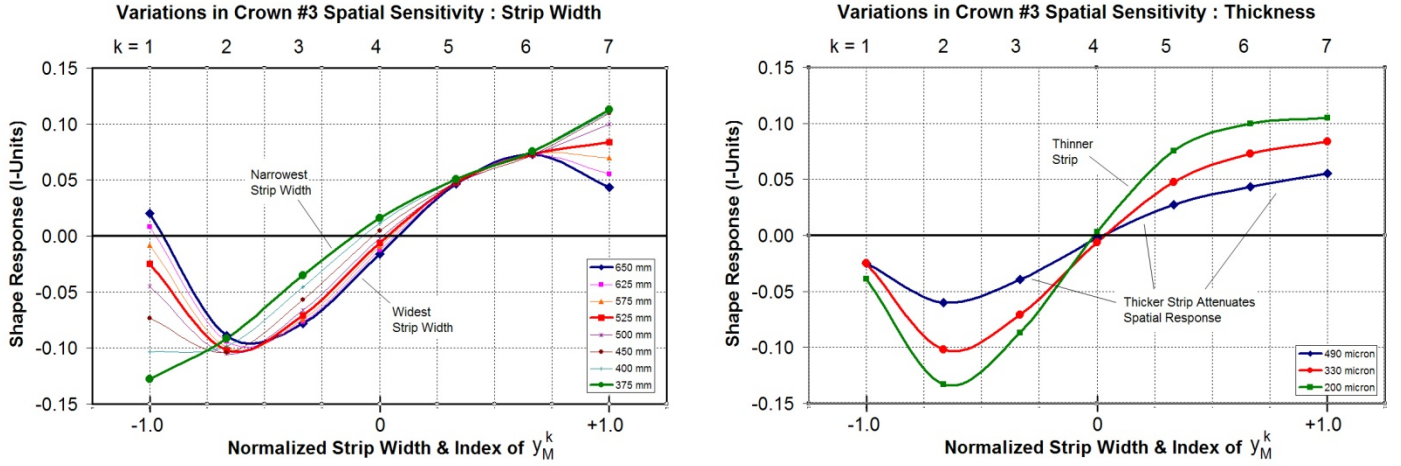 Variations in Crown #3 Spatial Sensitivity : Strip Width
k = 1 2 3 4 5 6 7
0.15
0.10
0.05
0.00
-0.05
-0.10
-0.15
Shape Response (I-Units)
Narrowest
Strip Width
Widest
Strip Width
650 mm
625 mm
575 mm
525 mm
500 mm
450 mm
400 mm
375 mm
-1.0 0 +1.0
Normalized Strip Width & Index of y_M^k
Variations in Crown #3 Spatial Sensitivity : Thickness
k = 1 2 3 4 5 6 7
0.15
0.10
0.05
0.00
-0.05
-0.10
-0.15
Shape Response (I-Units)
Thinner
Strip
Thicker Strip Attenuates
Spatial Response
490 micron
330 micron
200 micron
-1.0 0 +1.0
Normalized Strip Width & Index of y_M^k